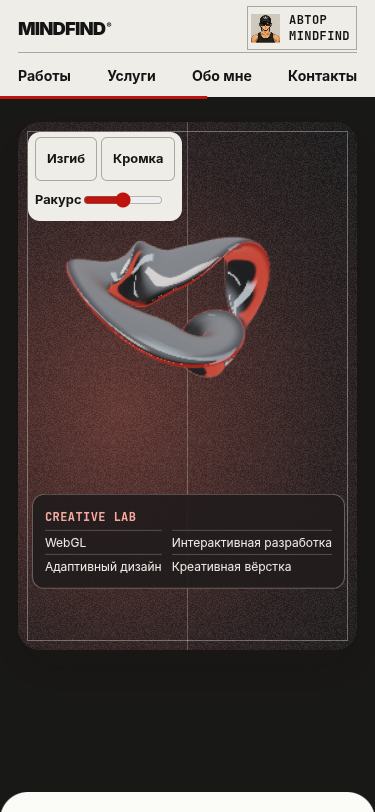 MINDFIND®
АВТОР
MINDFIND
Работы Услуги Обо мне Контакты
Изгиб Кромка
Ракурс
CREATIVE LAB
WebGL Интерактивная разработка
Адаптивный дизайн Креативная вёрстка